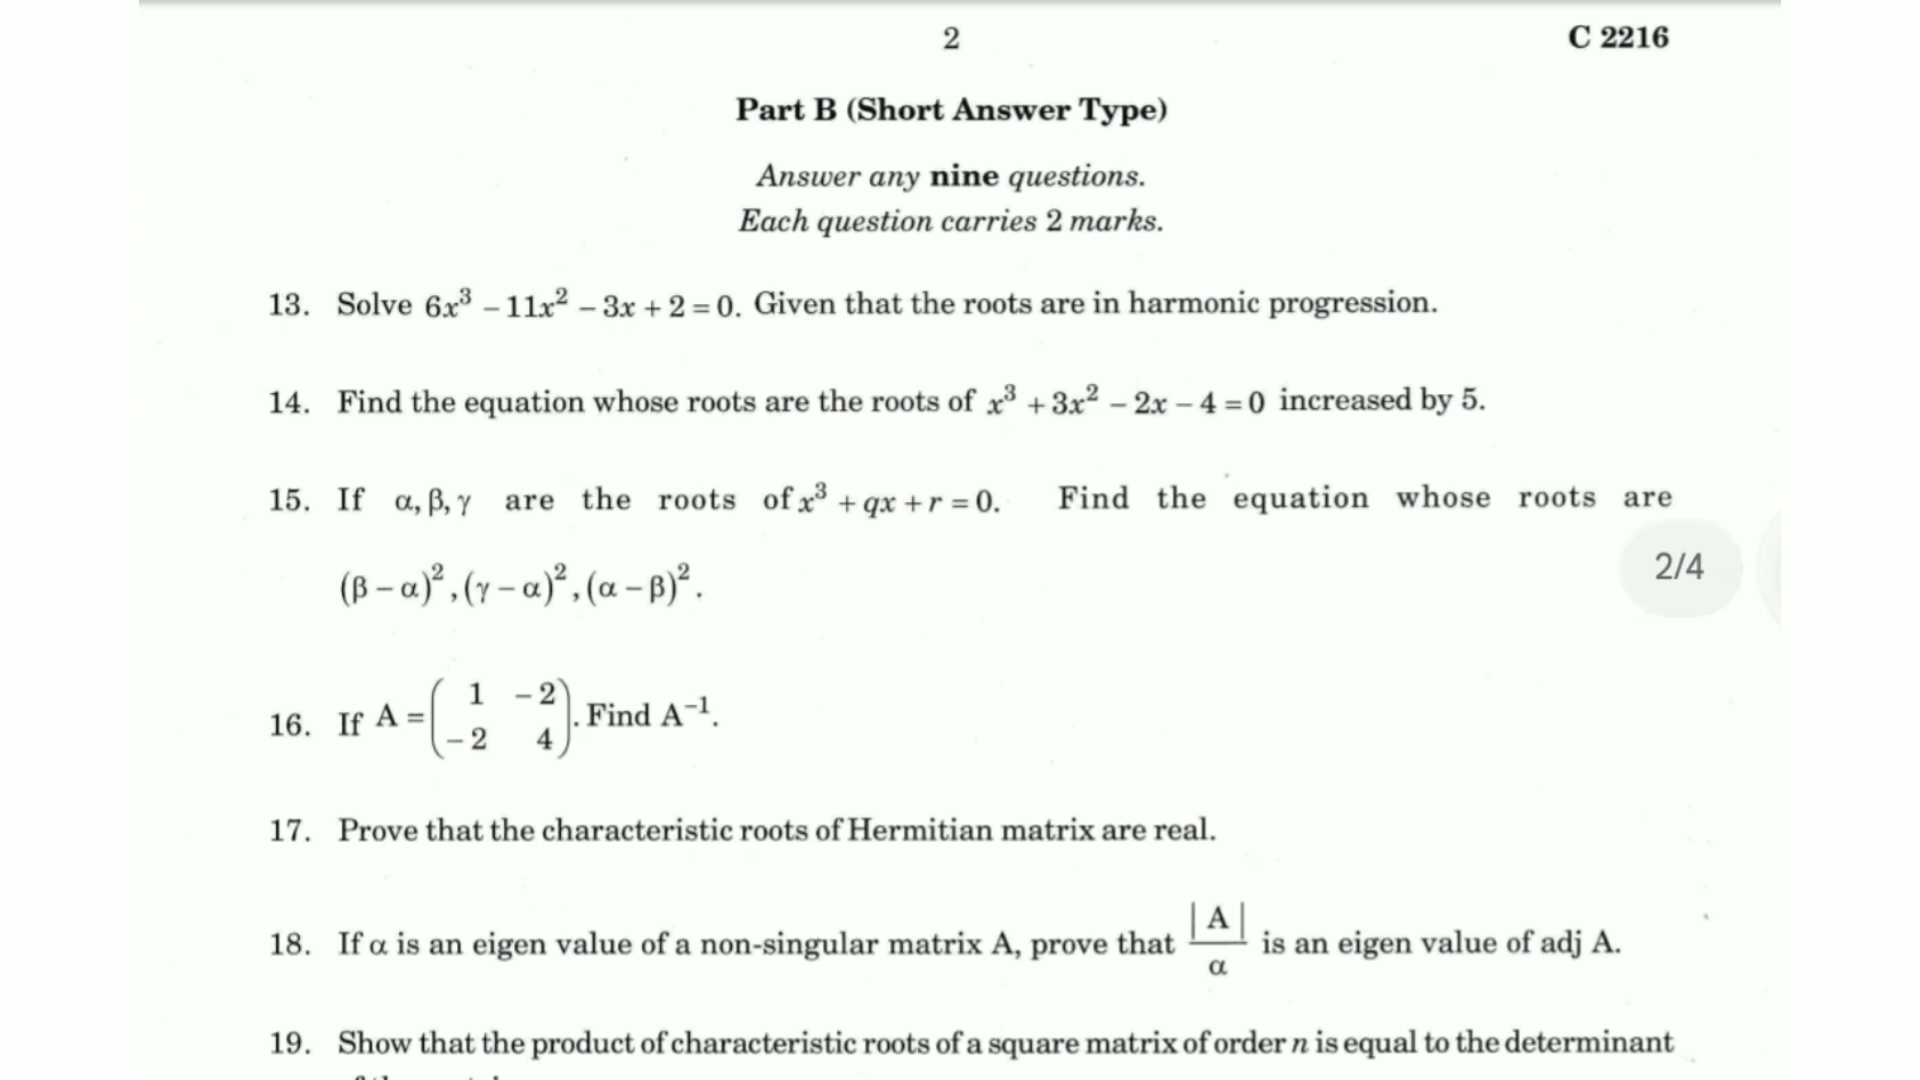 2
C 2216
Part B (Short Answer Type)
Answer any nine questions.
Each question carries 2 marks.
13. Solve 6x³ – 11x² – 3x + 2 = 0. Given that the roots are in harmonic progression.
14. Find the equation whose roots are the roots of x³ + 3x² – 2x – 4 = 0 increased by 5.
15. If α, β, γ are the roots of x³ + qx + r = 0. Find the equation whose roots are
(β – α)², (γ – α)², (α – β)².
2/4
16. If A = ( 1 – 2 ; – 2 4 ). Find A⁻¹.
17. Prove that the characteristic roots of Hermitian matrix are real.
18. If α is an eigen value of a non-singular matrix A, prove that |A|/α is an eigen value of adj A.
19. Show that the product of characteristic roots of a square matrix of order n is equal to the determinant